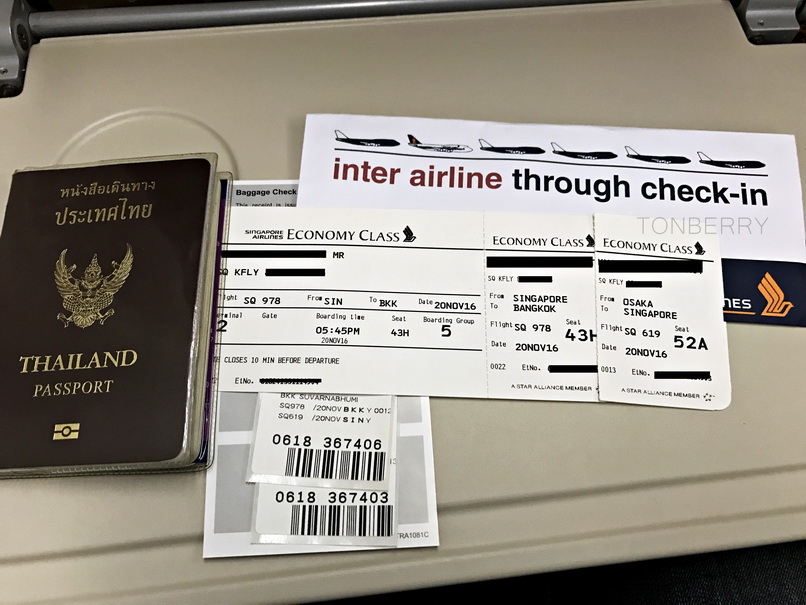 หนังสือเดินทาง
ประเทศไทย
THAILAND
PASSPORT
Baggage Check
inter airline through check-in
TONBERRY
SINGAPORE
AIRLINES ECONOMY CLASS
MR
KFLY
SQ 978
From SIN
To BKK
Date 20NOV16
Gate
Boarding time
Seat
Boarding Group
2
05:45PM
43H
5
20NOV16
CLOSES 10 MIN BEFORE DEPARTURE
EtNo.
ECONOMY CLASS
SQ KFLY
From SINGAPORE
To BANGKOK
Flight SQ 978 Seat 43H
Date 20NOV16
0022 EtNo.
A STAR ALLIANCE MEMBER
ECONOMY CLASS
SQ KFLY
From OSAKA
To SINGAPORE
Flight SQ 619 Seat 52A
Date 20NOV16
0013 EtNo.
A STAR ALLIANCE MEMBER
BKK SUVARNABHUMI
SQ978 /20NOV BKK Y 0012
SQ619 /20NOV SIN Y
0618 367406
0618 367403